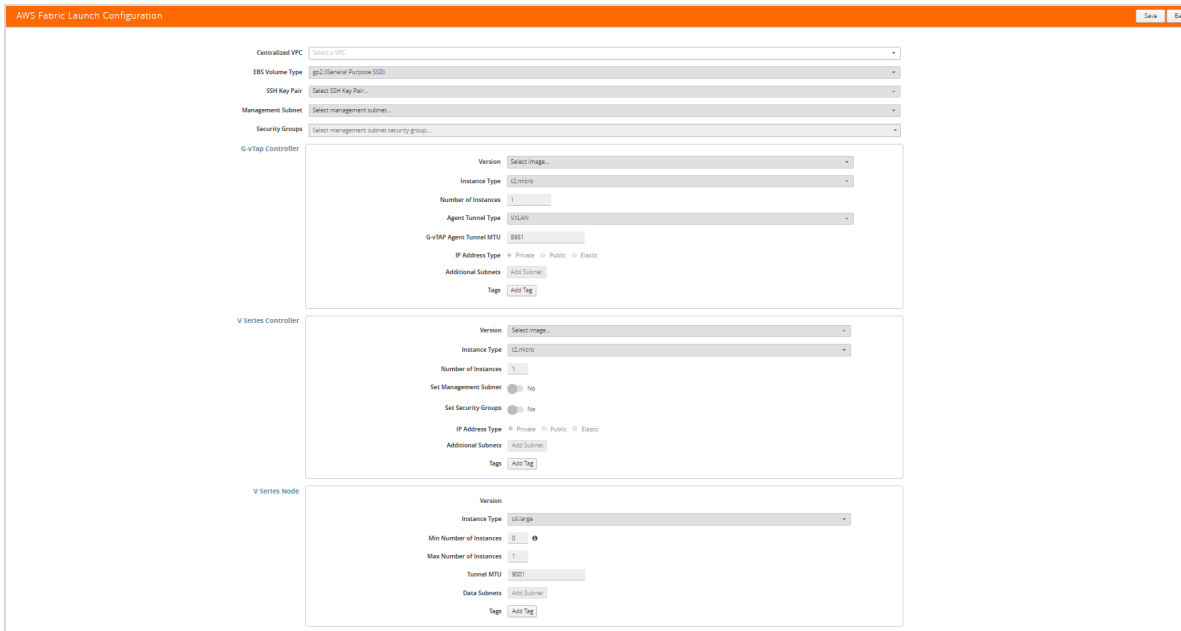 AWS Fabric Launch Configuration
Save
Ba
Centralized VPC Select a VPC
EBS Volume Type gp2 (General Purpose SSD)
SSH Key Pair Select SSH Key Pair...
Management Subnet Select management subnet...
Security Groups Select management subnet security group...
G-vTap Controller
Version Select image...
Instance Type t2.micro
Number of Instances 1
Agent Tunnel Type VXLAN
G-vTAP Agent Tunnel MTU 8951
IP Address Type Private Public Elastic
Additional Subnets Add Subnet
Tags Add Tag
V Series Controller
Version Select image...
Instance Type t2.micro
Number of Instances 1
Set Management Subnet No
Set Security Groups No
IP Address Type Private Public Elastic
Additional Subnets Add Subnet
Tags Add Tag
V Series Node
Version
Instance Type c4.large
Min Number of Instances 0
Max Number of Instances 1
Tunnel MTU 9001
Data Subnets Add Subnet
Tags Add Tag